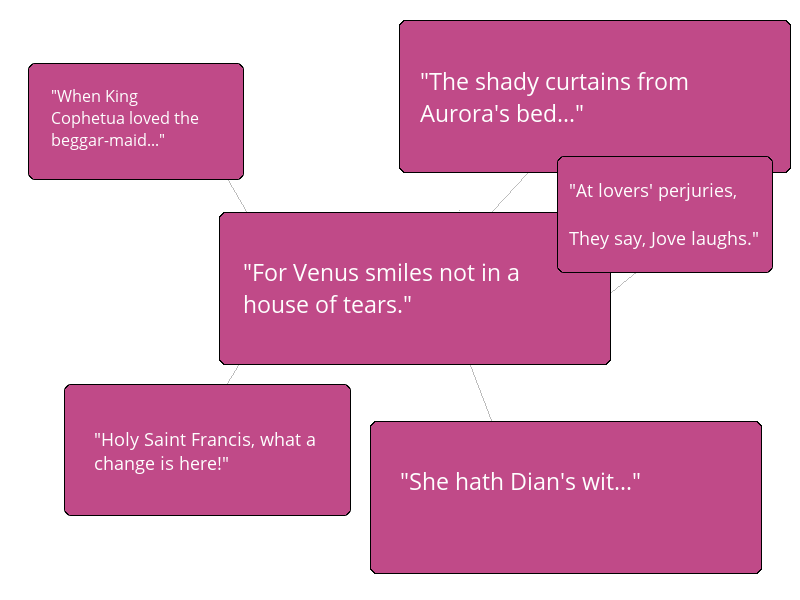 "The shady curtains from
Aurora's bed..."
"When King
Cophetua loved the
beggar-maid..."
"At lovers' perjuries,
They say, Jove laughs."
"For Venus smiles not in a
house of tears."
"Holy Saint Francis, what a
change is here!"
"She hath Dian's wit..."